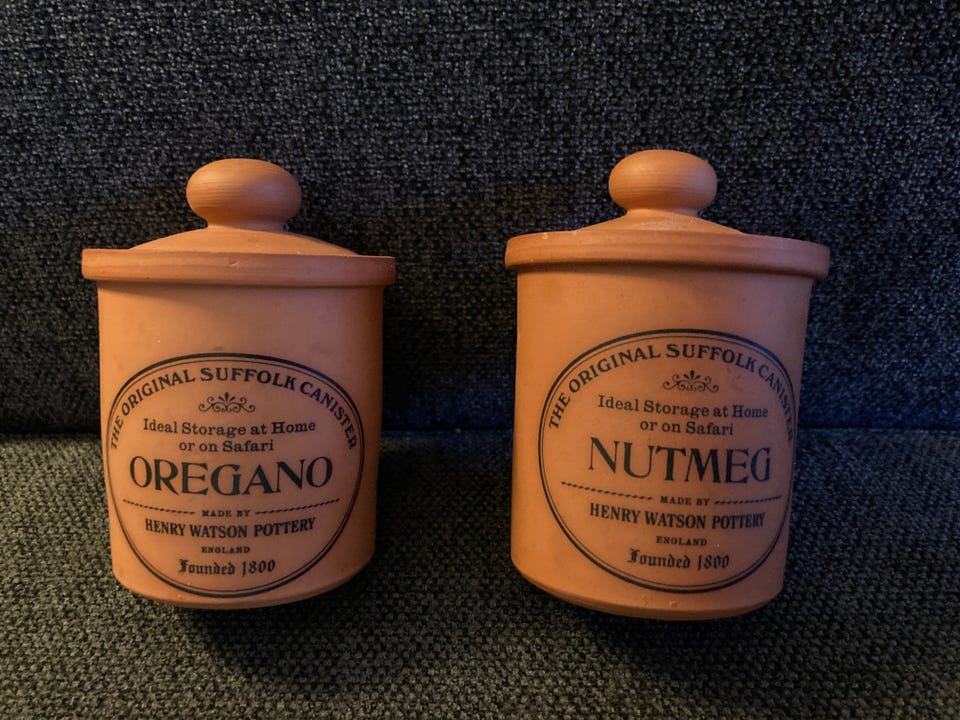 THE ORIGINAL SUFFOLK CANISTER
Ideal Storage at Home
or on Safari
OREGANO
MADE BY
HENRY WATSON POTTERY
ENGLAND
Founded 1800
THE ORIGINAL SUFFOLK CANISTER
Ideal Storage at Home
or on Safari
NUTMEG
MADE BY
HENRY WATSON POTTERY
ENGLAND
Founded 1800